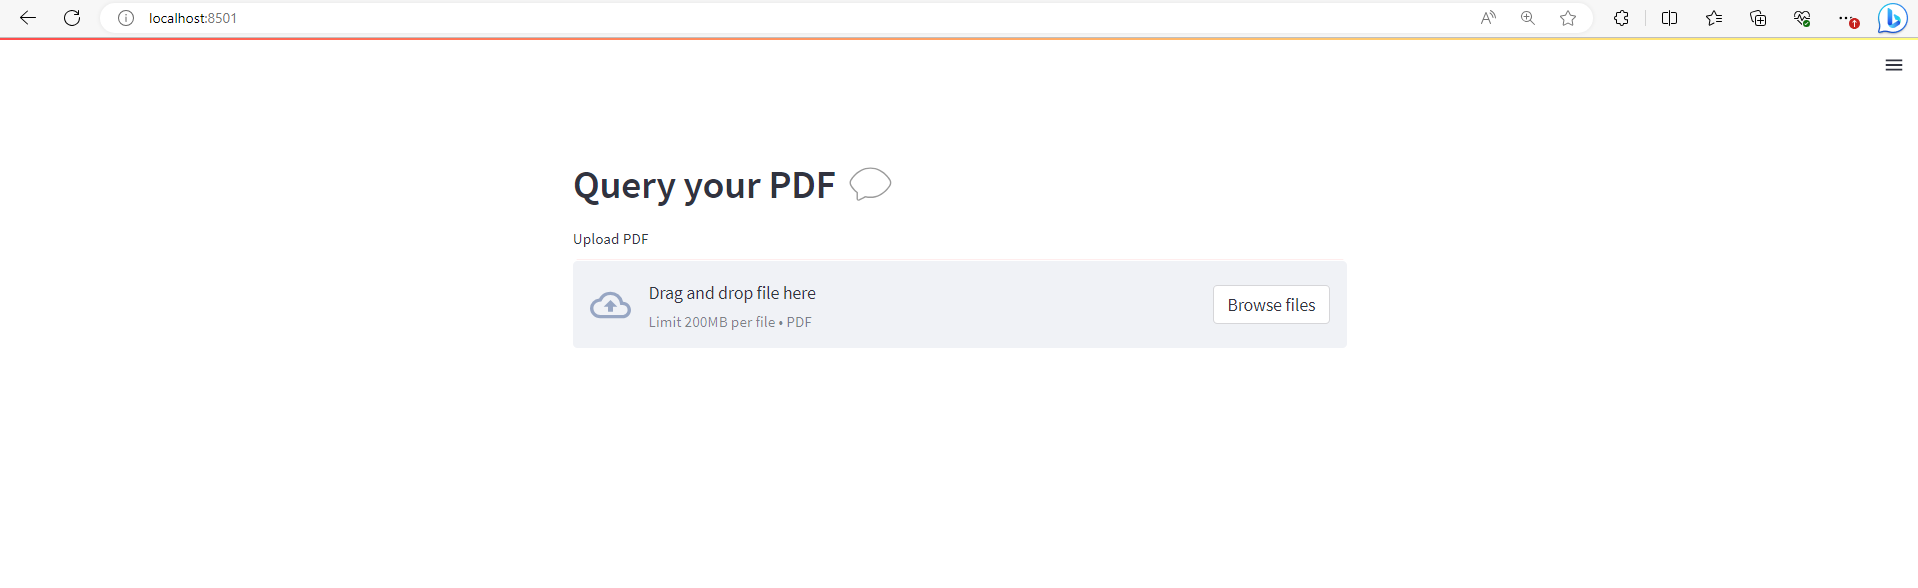 localhost:8501
Query your PDF
Upload PDF
Drag and drop file here
Limit 200MB per file • PDF
Browse files